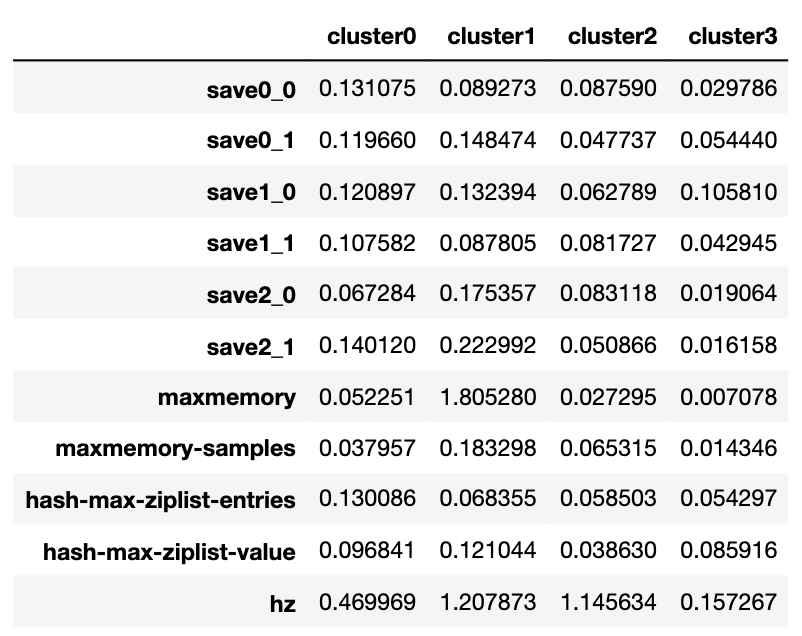 cluster0 cluster1 cluster2 cluster3
save0_0 0.131075 0.089273 0.087590 0.029786
save0_1 0.119660 0.148474 0.047737 0.054440
save1_0 0.120897 0.132394 0.062789 0.105810
save1_1 0.107582 0.087805 0.081727 0.042945
save2_0 0.067284 0.175357 0.083118 0.019064
save2_1 0.140120 0.222992 0.050866 0.016158
maxmemory 0.052251 1.805280 0.027295 0.007078
maxmemory-samples 0.037957 0.183298 0.065315 0.014346
hash-max-ziplist-entries 0.130086 0.068355 0.058503 0.054297
hash-max-ziplist-value 0.096841 0.121044 0.038630 0.085916
hz 0.469969 1.207873 1.145634 0.157267